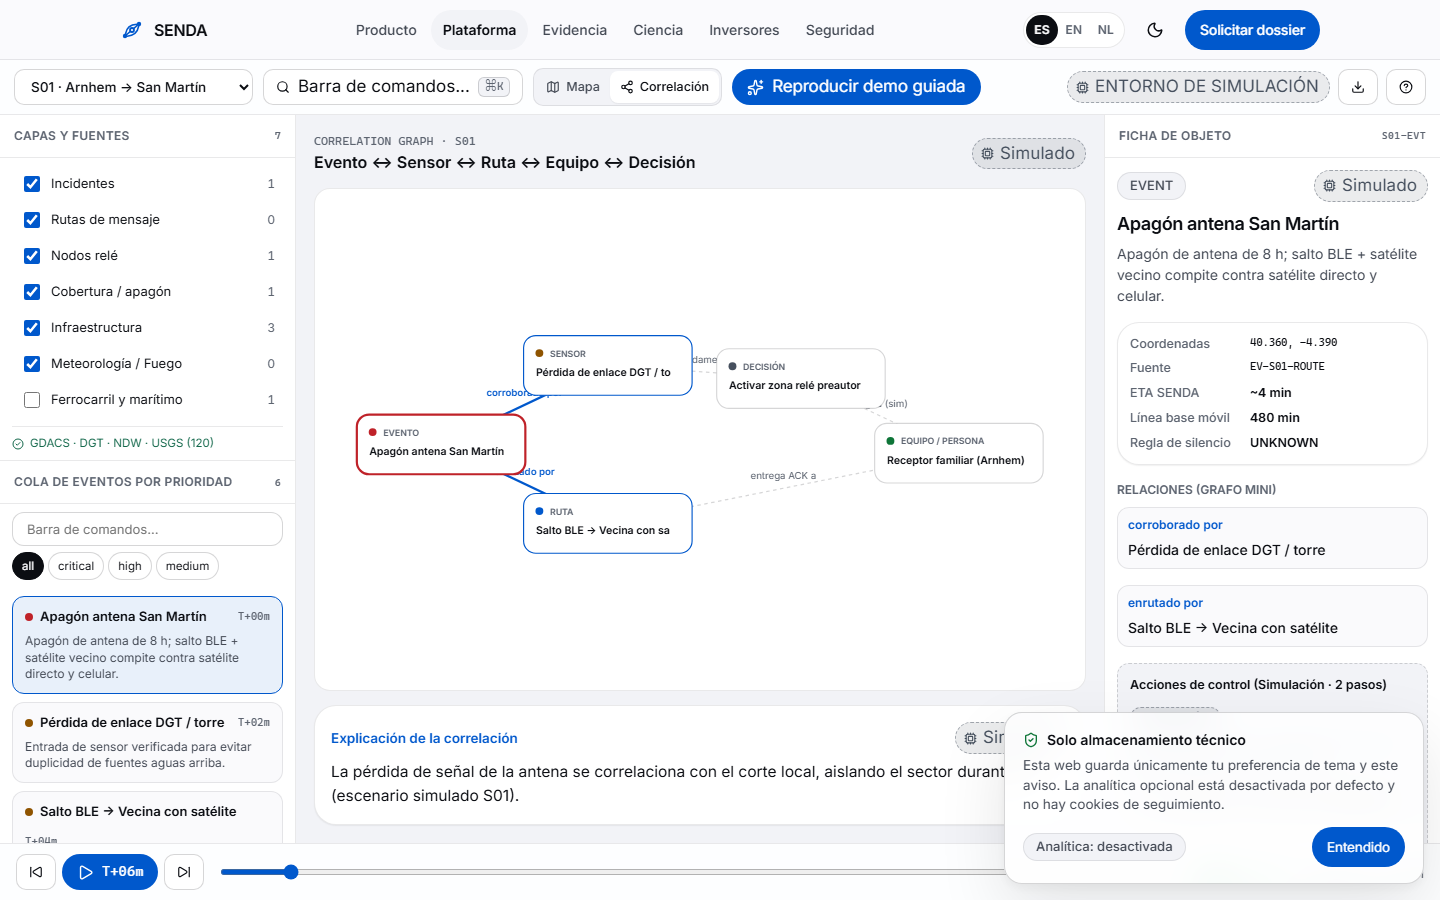 SENDA
Producto
Plataforma
Evidencia
Ciencia
Inversores
Seguridad
ES EN NL
Solicitar dossier
S01 · Arnhem → San Martín
Barra de comandos... ⌘K
Mapa
Correlación
Reproducir demo guiada
ENTORNO DE SIMULACIÓN
CAPAS Y FUENTES 7
Incidentes 1
Rutas de mensaje 0
Nodos relé 1
Cobertura / apagón 1
Infraestructura 3
Meteorología / Fuego 0
Ferrocarril y marítimo 1
GDACS · DGT · NDW · USGS (120)
COLA DE EVENTOS POR PRIORIDAD 6
Barra de comandos...
all critical high medium
Apagón antena San Martín T+00m
Apagón de antena de 8 h; salto BLE +
satélite vecino compite contra satélite
directo y celular.
Pérdida de enlace DGT / torre T+02m
Entrada de sensor verificada para evitar
duplicidad de fuentes aguas arriba.
Salto BLE → Vecina con satélite
T+04m
CORRELATION GRAPH · S01
Evento ↔ Sensor ↔ Ruta ↔ Equipo ↔ Decisión
Simulado
SENSOR
Pérdida de enlace DGT / to
DECISIÓN
Activar zona relé preautor
(sim)
EVENTO
Apagón antena San Martín
EQUIPO / PERSONA
Receptor familiar (Arnhem)
por
entrega ACK a
RUTA
Salto BLE → Vecina con sa
Explicación de la correlación
La pérdida de señal de la antena se correlaciona con el corte local, aislando el sector durant
(escenario simulado S01).
FICHA DE OBJETO S01-EVT
EVENT
Simulado
Apagón antena San Martín
Apagón de antena de 8 h; salto BLE + satélite
vecino compite contra satélite directo y
celular.
Coordenadas 40.360, −4.390
Fuente EV-S01-ROUTE
ETA SENDA ~4 min
Línea base móvil 480 min
Regla de silencio UNKNOWN
RELACIONES (GRAFO MINI)
corroborado por
Pérdida de enlace DGT / torre
enrutado por
Salto BLE → Vecina con satélite
Acciones de control (Simulación · 2 pasos)
Solo almacenamiento técnico
Esta web guarda únicamente tu preferencia de tema y este
aviso. La analítica opcional está desactivada por defecto y
no hay cookies de seguimiento.
Analítica: desactivada
Entendido
T+06m